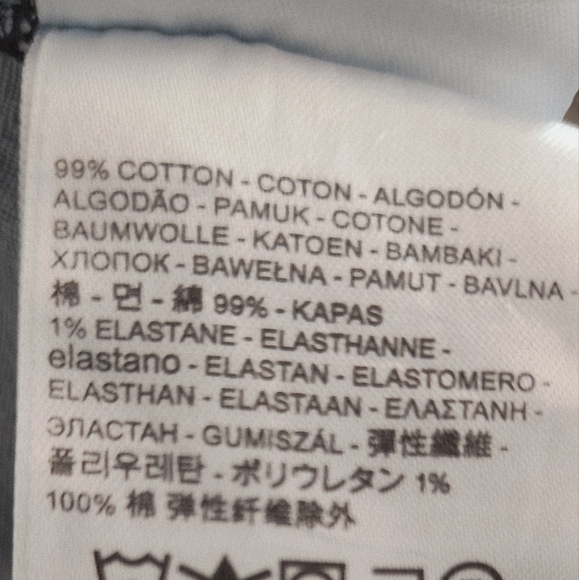 99% COTTON - COTON - ALGODÓN -
ALGODÃO - PAMUK - COTONE -
BAUMWOLLE - KATOEN - BAMBAKI -
ХЛОПОК - BAWEŁNA - PAMUT - BAVLNA -
棉 - 면 - 綿 99% - KAPAS
1% ELASTANE - ELASTHANNE -
elastano - ELASTAN - ELASTOMERO -
ELASTHAN - ELASTAAN - ΕΛΑΣΤΑΝΗ -
ЭЛАСТАН - GUMISZÁL - 彈性纖維 -
폴리우레탄 - ポリウレタン 1%
100% 棉 弹性纤维除外